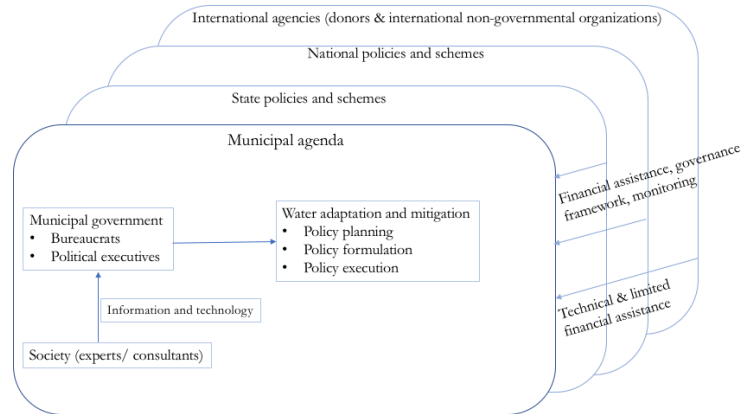 International agencies (donors & international non-governmental organizations)
National policies and schemes
State policies and schemes
Municipal agenda
Financial assistance, governance
framework, monitoring
Municipal government
• Bureaucrats
• Political executives
Water adaptation and mitigation
• Policy planning
• Policy formulation
• Policy execution
Information and technology
Technical & limited
financial assistance
Society (experts/ consultants)